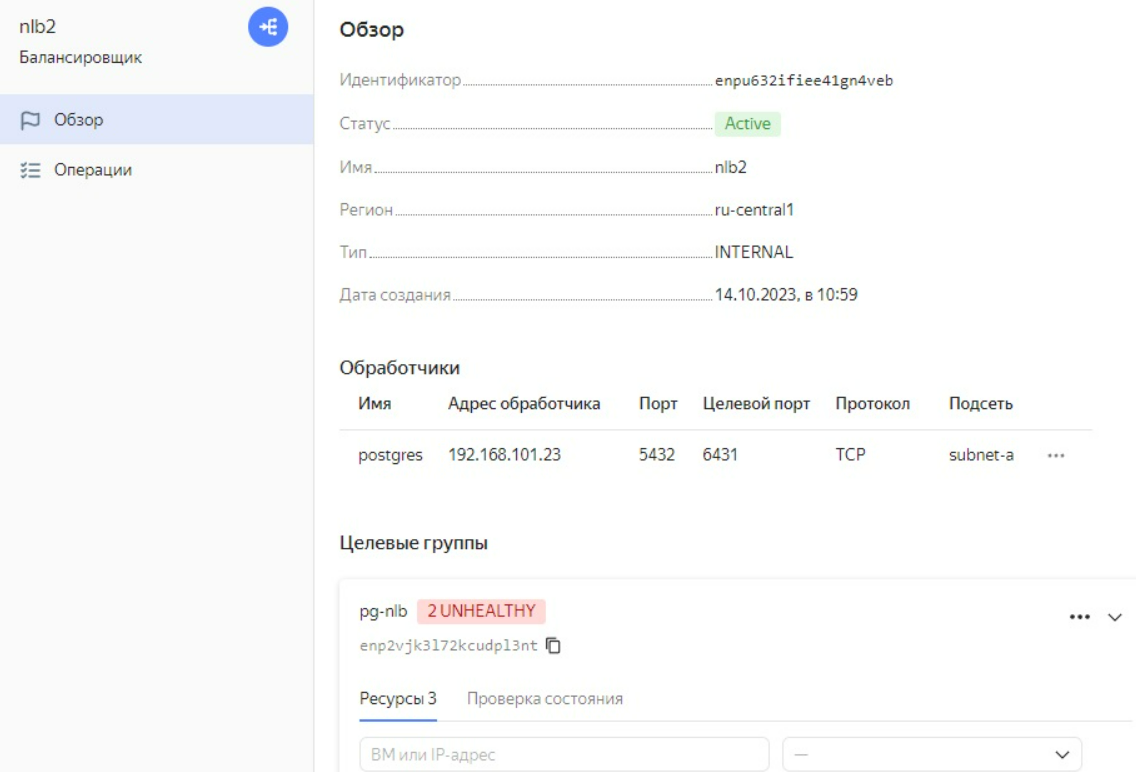 nlb2
Балансировщик
Обзор
Операции
Обзор
Идентификатор enpu632ifiee41gn4veb
Статус Active
Имя nlb2
Регион ru-central1
Тип INTERNAL
Дата создания 14.10.2023, в 10:59
Обработчики
Имя Адрес обработчика Порт Целевой порт Протокол Подсеть
postgres 192.168.101.23 5432 6431 TCP subnet-a
Целевые группы
pg-nlb 2 UNHEALTHY
enp2vjk3l72kcudpl3nt
Ресурсы 3 Проверка состояния
ВМ или IP-адрес —